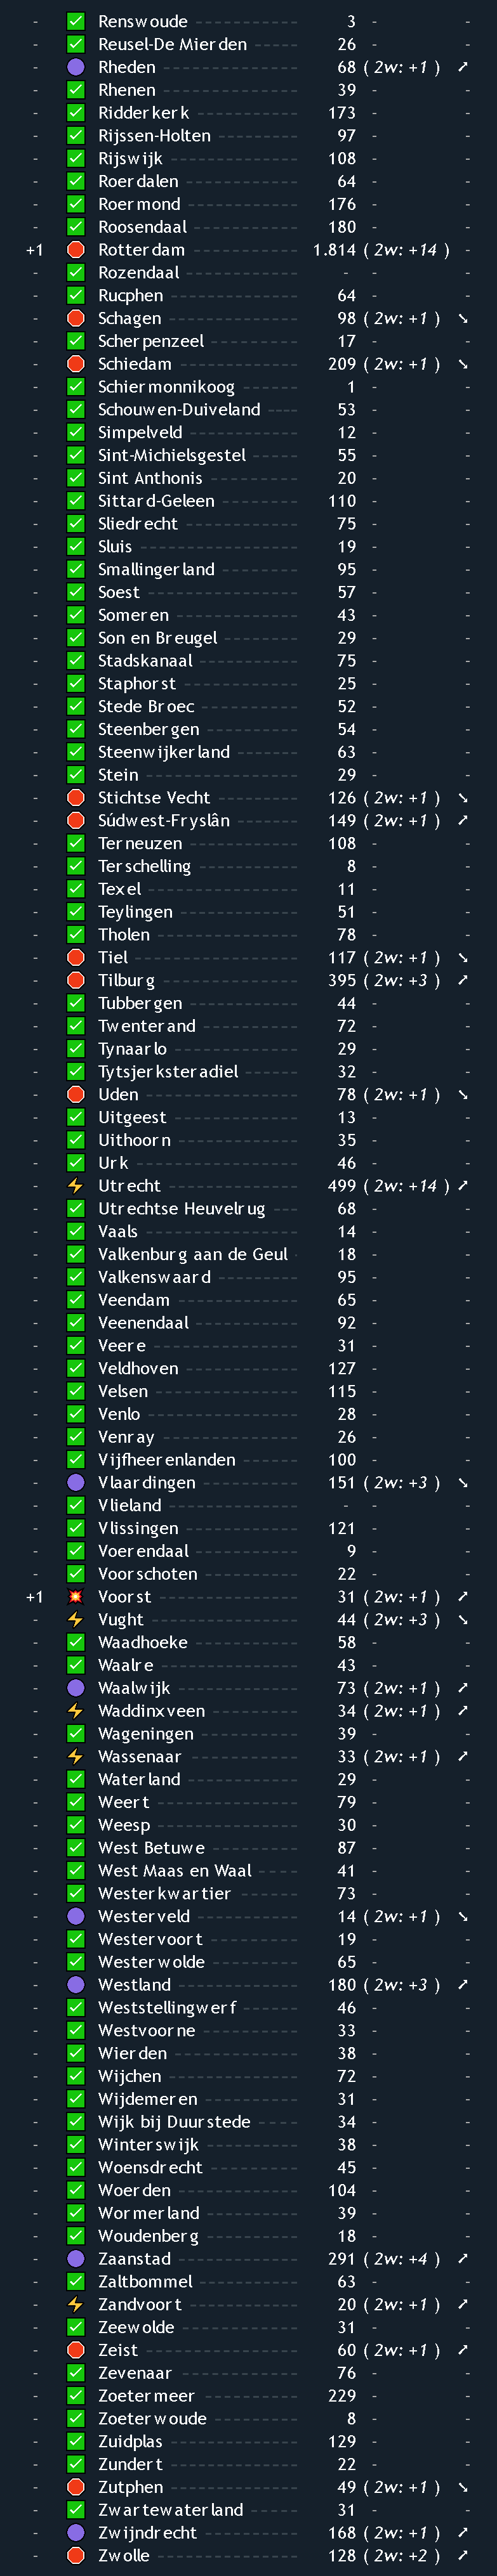 - ✅ Renswoude ---------------- 3 - -
- ✅ Reusel-De Mierden ------ 26 - -
- 🟣 Rheden -------------------- 68 ( 2w: +1 ) ↗
- ✅ Rhenen -------------------- 39 - -
- ✅ Ridderkerk --------------- 173 - -
- ✅ Rijssen-Holten ----------- 97 - -
- ✅ Rijswijk ------------------ 108 - -
- ✅ Roerdalen ---------------- 64 - -
- ✅ Roermond ---------------- 176 - -
- ✅ Roosendaal --------------- 180 - -
+1 🛑 Rotterdam --------------- 1.814 ( 2w: +14 ) -
- ✅ Rozendaal ---------------- - - -
- ✅ Rucphen ------------------ 64 - -
- 🛑 Schagen ------------------ 98 ( 2w: +1 ) ↘
- ✅ Scherpenzeel ------------ 17 - -
- 🛑 Schiedam ----------------- 209 ( 2w: +1 ) ↘
- ✅ Schiermonnikoog -------- 1 - -
- ✅ Schouwen-Duiveland ---- 53 - -
- ✅ Simpelveld --------------- 12 - -
- ✅ Sint-Michielsgestel ------ 55 - -
- ✅ Sint Anthonis ------------ 20 - -
- ✅ Sittard-Geleen ---------- 110 - -
- ✅ Sliedrecht --------------- 75 - -
- ✅ Sluis ---------------------- 19 - -
- ✅ Smallingerland ---------- 95 - -
- ✅ Soest --------------------- 57 - -
- ✅ Someren ------------------ 43 - -
- ✅ Son en Breugel ---------- 29 - -
- ✅ Stadskanaal ------------- 75 - -
- ✅ Staphorst --------------- 25 - -
- ✅ Stede Broec ------------- 52 - -
- ✅ Steenbergen ------------ 54 - -
- ✅ Steenwijkerland -------- 63 - -
- ✅ Stein --------------------- 29 - -
- 🛑 Stichtse Vecht ---------- 126 ( 2w: +1 ) ↘
- 🛑 Súdwest-Fryslân -------- 149 ( 2w: +1 ) ↗
- ✅ Terneuzen --------------- 108 - -
- ✅ Terschelling ------------- 8 - -
- ✅ Texel --------------------- 11 - -
- ✅ Teylingen --------------- 51 - -
- ✅ Tholen ------------------- 78 - -
- 🛑 Tiel ---------------------- 117 ( 2w: +1 ) ↘
- 🛑 Tilburg ------------------ 395 ( 2w: +3 ) ↗
- ✅ Tubbergen -------------- 44 - -
- ✅ Twenterand ------------- 72 - -
- ✅ Tynaarlo ---------------- 29 - -
- ✅ Tytsjerksteradiel ------- 32 - -
- 🛑 Uden --------------------- 78 ( 2w: +1 ) ↘
- ✅ Uitgeest ----------------- 13 - -
- ✅ Uithoorn ---------------- 35 - -
- ✅ Urk ----------------------- 46 - -
- ⚡ Utrecht ------------------ 499 ( 2w: +14 ) ↗
- ✅ Utrechtse Heuvelrug --- 68 - -
- ✅ Vaals --------------------- 14 - -
- ✅ Valkenburg aan de Geul - 18 - -
- ✅ Valkenswaard ----------- 95 - -
- ✅ Veendam ---------------- 65 - -
- ✅ Veenendaal ------------- 92 - -
- ✅ Veere -------------------- 31 - -
- ✅ Veldhoven -------------- 127 - -
- ✅ Velsen ------------------- 115 - -
- ✅ Venlo -------------------- 28 - -
- ✅ Venray ------------------ 26 - -
- ✅ Vijfheerenlanden ------- 100 - -
- 🟣 Vlaardingen ------------ 151 ( 2w: +3 ) ↘
- ✅ Vlieland ---------------- - - -
- ✅ Vlissingen -------------- 121 - -
- ✅ Voerendaal ------------- 9 - -
- ✅ Voorschoten ----------- 22 - -
+1 💥 Voorst ------------------ 31 ( 2w: +1 ) ↗
- ⚡ Vught ------------------- 44 ( 2w: +3 ) ↘
- ✅ Waadhoeke ------------ 58 - -
- ✅ Waalre ----------------- 43 - -
- 🟣 Waalwijk --------------- 73 ( 2w: +1 ) ↗
- ⚡ Waddinxveen ---------- 34 ( 2w: +1 ) ↗
- ✅ Wageningen ----------- 39 - -
- ⚡ Wassenaar ------------- 33 ( 2w: +1 ) ↗
- ✅ Waterland ------------- 29 - -
- ✅ Weert ------------------ 79 - -
- ✅ Weesp ------------------ 30 - -
- ✅ West Betuwe ---------- 87 - -
- ✅ West Maas en Waal ---- 41 - -
- ✅ Westerkwartier ------- 73 - -
- 🟣 Westerveld ------------ 14 ( 2w: +1 ) ↘
- ✅ Westervoort ---------- 19 - -
- ✅ Westerwolde ---------- 65 - -
- 🟣 Westland -------------- 180 ( 2w: +3 ) ↗
- ✅ Weststellingwerf ------ 46 - -
- ✅ Westvoorne ----------- 33 - -
- ✅ Wierden --------------- 38 - -
- ✅ Wijchen --------------- 72 - -
- ✅ Wijdemeren ----------- 31 - -
- ✅ Wijk bij Duurstede ---- 34 - -
- ✅ Winterswijk ----------- 38 - -
- ✅ Woensdrecht ---------- 45 - -
- ✅ Woerden --------------- 104 - -
- ✅ Wormerland ----------- 39 - -
- ✅ Woudenberg ---------- 18 - -
- 🟣 Zaanstad -------------- 291 ( 2w: +4 ) ↗
- ✅ Zaltbommel ----------- 63 - -
- ⚡ Zandvoort ------------ 20 ( 2w: +1 ) ↗
- ✅ Zeewolde ------------- 31 - -
- 🛑 Zeist ------------------ 60 ( 2w: +1 ) ↗
- ✅ Zevenaar ------------- 76 - -
- ✅ Zoetermeer ---------- 229 - -
- ✅ Zoeterwoude --------- 8 - -
- ✅ Zuidplas -------------- 129 - -
- ✅ Zundert -------------- 22 - -
- 🛑 Zutphen -------------- 49 ( 2w: +1 ) ↘
- ✅ Zwartewaterland ----- 31 - -
- 🟣 Zwijndrecht ---------- 168 ( 2w: +1 ) ↗
- 🛑 Zwolle ---------------- 128 ( 2w: +2 ) ↗